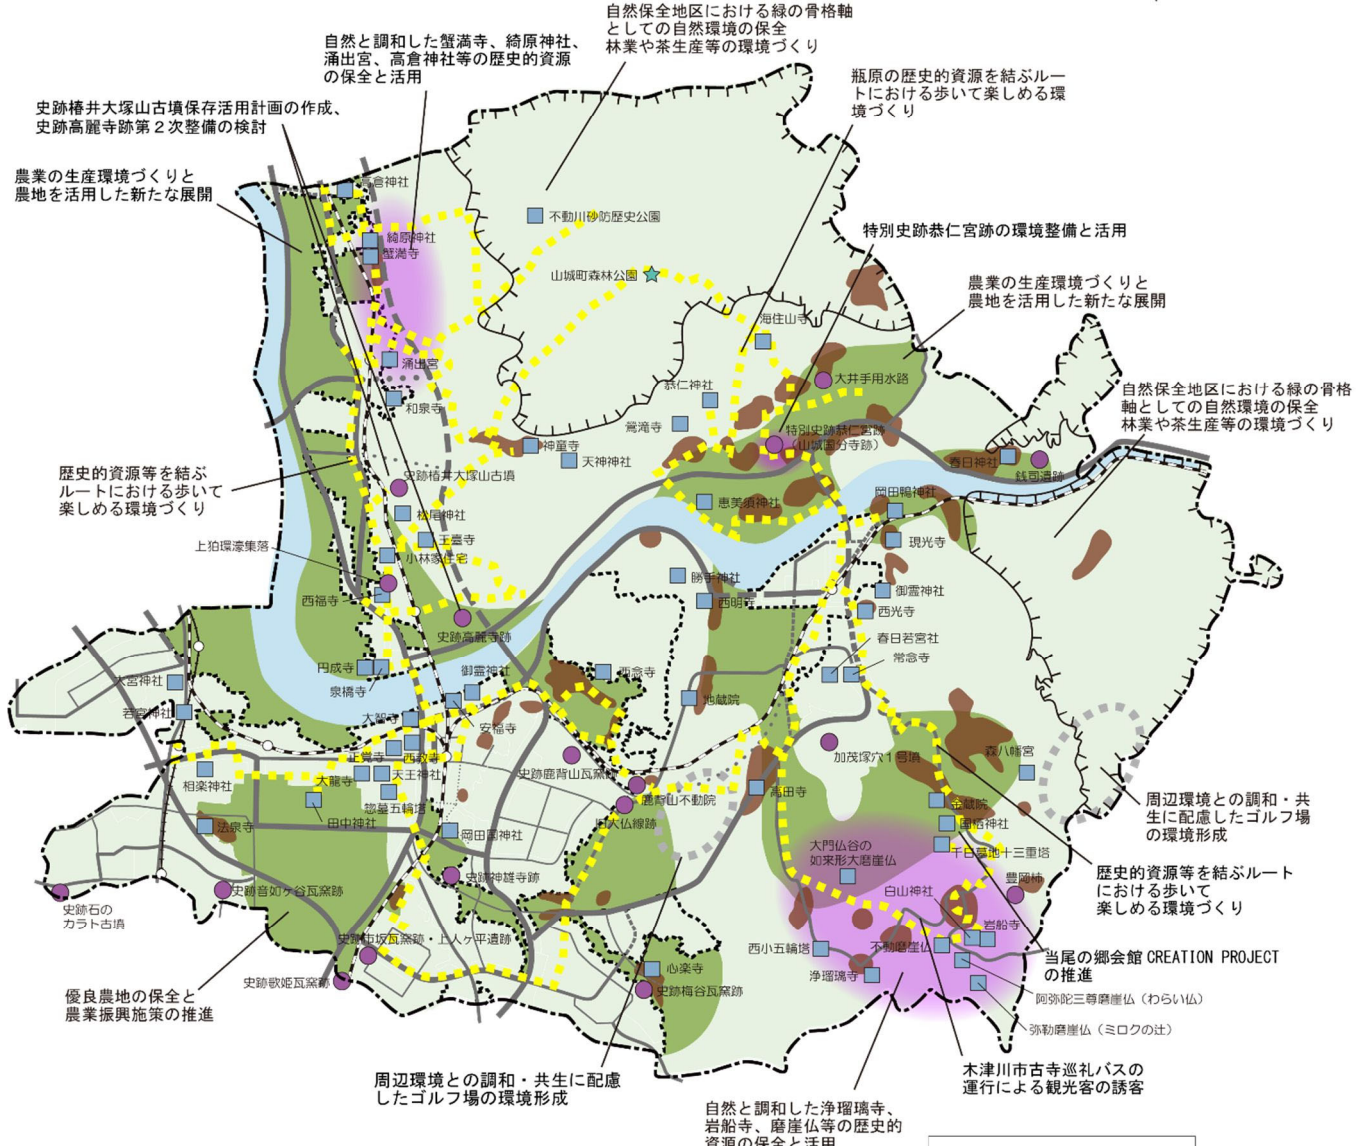 自然保全地区における緑の骨格軸
としての自然環境の保全
林業や茶生産等の環境づくり
自然と調和した蟹満寺、綺原神社、
涌出宮、高倉神社等の歴史的資源
の保全と活用
瓶原の歴史的資源を結ぶルー
トにおける歩いて楽しめる環
境づくり
史跡椿井大塚山古墳保存活用計画の作成、
史跡高麗寺跡第２次整備の検討
農業の生産環境づくりと
農地を活用した新たな展開
高倉神社
綺原神社
蟹満寺
不動川砂防歴史公園
特別史跡恭仁宮跡の環境整備と活用
山城町森林公園
農業の生産環境づくりと
農地を活用した新たな展開
海住山寺
涌出宮
和泉寺
恭仁神社
大井手用水路
自然保全地区における緑の骨格
軸としての自然環境の保全
林業や茶生産等の環境づくり
鶯滝寺
特別史跡恭仁宮跡
（山城国分寺跡）
神童寺
天神神社
春日神社
銭司遺跡
歴史的資源等を結ぶ
ルートにおける歩いて
楽しめる環境づくり
史跡椿井大塚山古墳
恵美須神社
岡田鴨神社
松尾神社
王臺寺
現光寺
上狛環濠集落
小林家住宅
西福寺
勝手神社
西明寺
御霊神社
西光寺
史跡高麗寺跡
春日若宮社
常念寺
円成寺
泉橋寺
御霊神社
西念寺
大宮神社
地蔵院
若宮神社
大智寺
安福寺
正覚寺
西教寺
加茂塚穴１号墳
森八幡宮
相楽神社
大龍寺
天王神社
史跡鹿背山瓦窯跡
惣墓五輪塔
鹿背山不動院
高田寺
金蔵院
周辺環境との調和・共
生に配慮したゴルフ場
の環境形成
法泉寺
田中神社
岡田国神社
旧大仏線跡
国栖神社
千日墓地十三重塔
大門仏谷の
如来形大磨崖仏
歴史的資源等を結ぶルート
における歩いて
楽しめる環境づくり
史跡音如ヶ谷瓦窯跡
史跡神雄寺跡
白山神社
豊岡柿
史跡石の
カラト古墳
岩船寺
史跡市坂瓦窯跡・上人ヶ平遺跡
西小五輪塔
不動磨崖仏
当尾の郷会館CREATION PROJECT
の推進
史跡歌姫瓦窯跡
心楽寺
浄瑠璃寺
史跡梅谷瓦窯跡
阿弥陀三尊磨崖仏（わらい仏）
優良農地の保全と
農業振興施策の推進
弥勒磨崖仏（ミロクの辻）
周辺環境との調和・共生に配慮
したゴルフ場の環境形成
木津川市古寺巡礼バスの
運行による観光客の誘客
自然と調和した浄瑠璃寺、
岩船寺、磨崖仏等の歴史的
資源の保全と活用